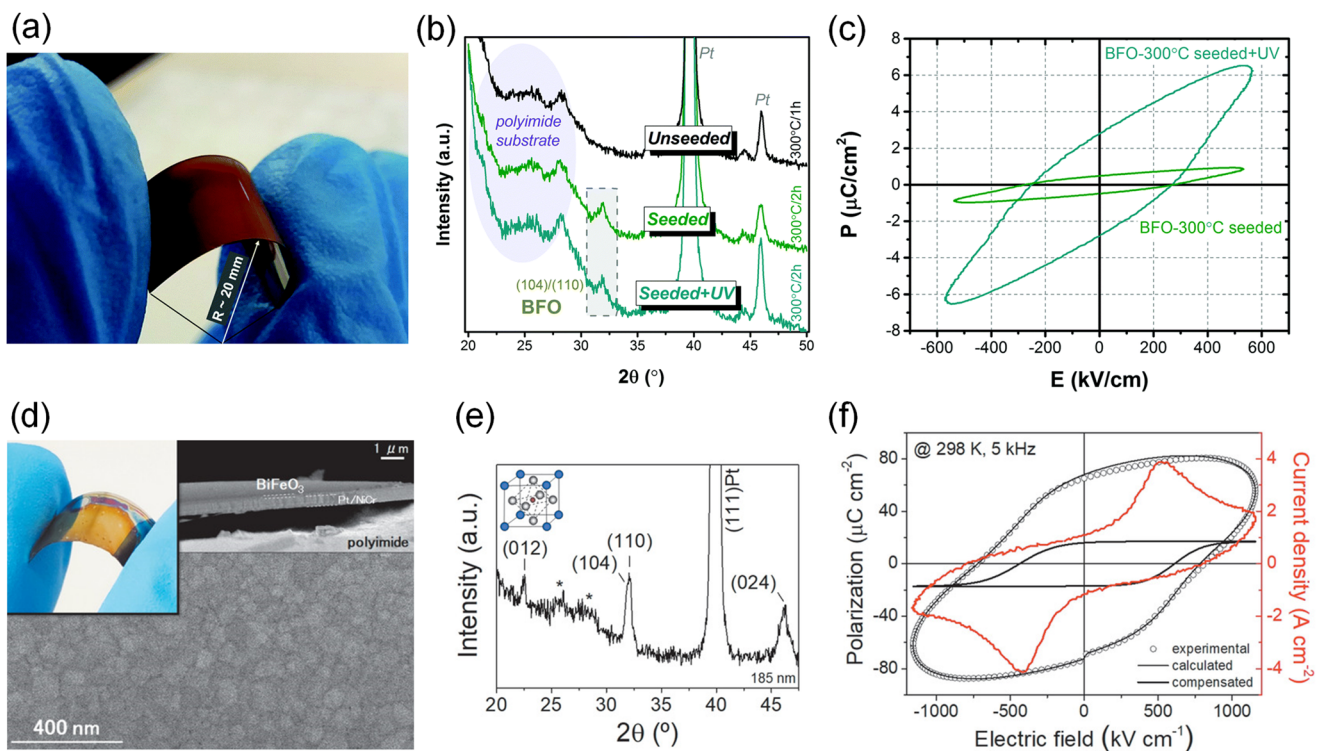 (a)
R ~ 20 mm
(b)
Intensity (a.u.)
polyimide
substrate
Pt
Pt
Unseeded
300°C/1h
Seeded
300°C/2h
(104)/(110)
BFO
Seeded+UV
300°C/2h
20 25 30 35 40 45 50
2θ (°)
(c)
P (μC/cm²)
8
6
4
2
0
-2
-4
-6
-8
BFO-300°C seeded+UV
BFO-300°C seeded
-600 -400 -200 0 200 400 600
E (kV/cm)
(d)
1 μm
BiFeO₃
Pt/NiCr
polyimide
400 nm
(e)
Intensity (a.u.)
(012)
*
*
(104)
(110)
(111)Pt
(024)
185 nm
20 25 30 35 40 45
2θ (º)
(f)
@ 298 K, 5 kHz
Polarization (μC cm⁻²)
80
40
0
-40
-80
Current density (A cm⁻²)
4
2
0
-2
-4
experimental
calculated
compensated
-1000 -500 0 500 1000
Electric field (kV cm⁻¹)